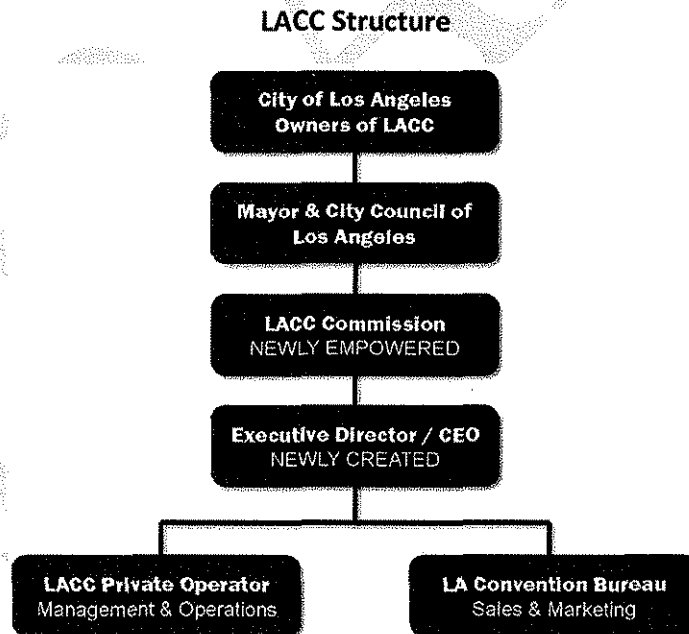 LACC Structure
City of Los Angeles
Owners of LACC
Mayor & City Council of
Los Angeles
LACC Commission
NEWLY EMPOWERED
Executive Director / CEO
NEWLY CREATED
LACC Private Operator
Management & Operations
LA Convention Bureau
Sales & Marketing